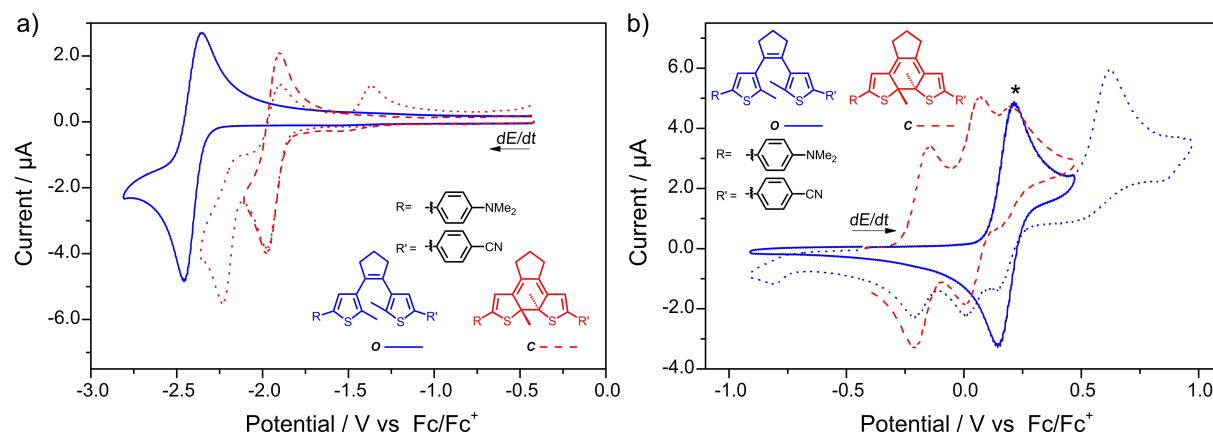 a)
2.0
0.0
-2.0
-4.0
-6.0
Current / µA
dE/dt
R= NMe2
R' = CN
R S S R'
R S S R'
O C
-3.0 -2.5 -2.0 -1.5 -1.0 -0.5 0.0
Potential / V vs Fc/Fc+
b)
6.0
4.0
2.0
0.0
-2.0
-4.0
Current / µA
R S S R'
R S S R'
O C
*
R= NMe2
R' = CN
dE/dt
-1.0 -0.5 0.0 0.5 1.0
Potential / V vs Fc/Fc+